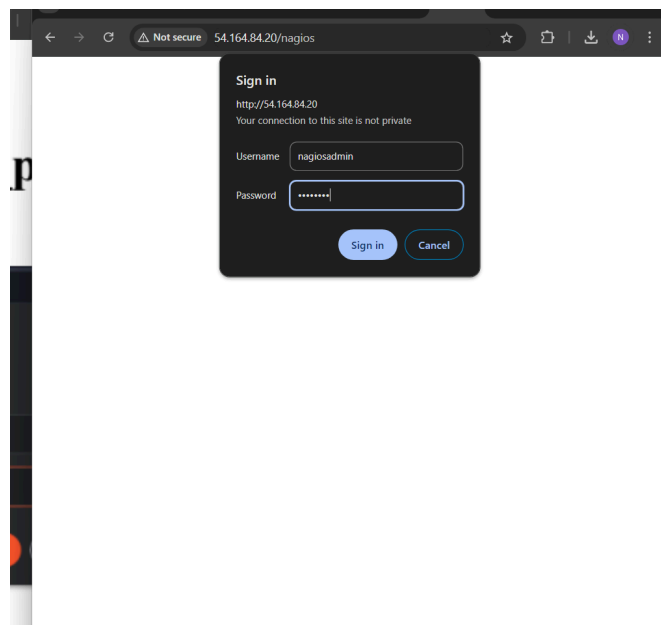 Not secure 54.164.84.20/nagios
N
Sign in
http://54.164.84.20
Your connection to this site is not private
Username nagiosadmin
Password ••••••••
Sign in Cancel
p